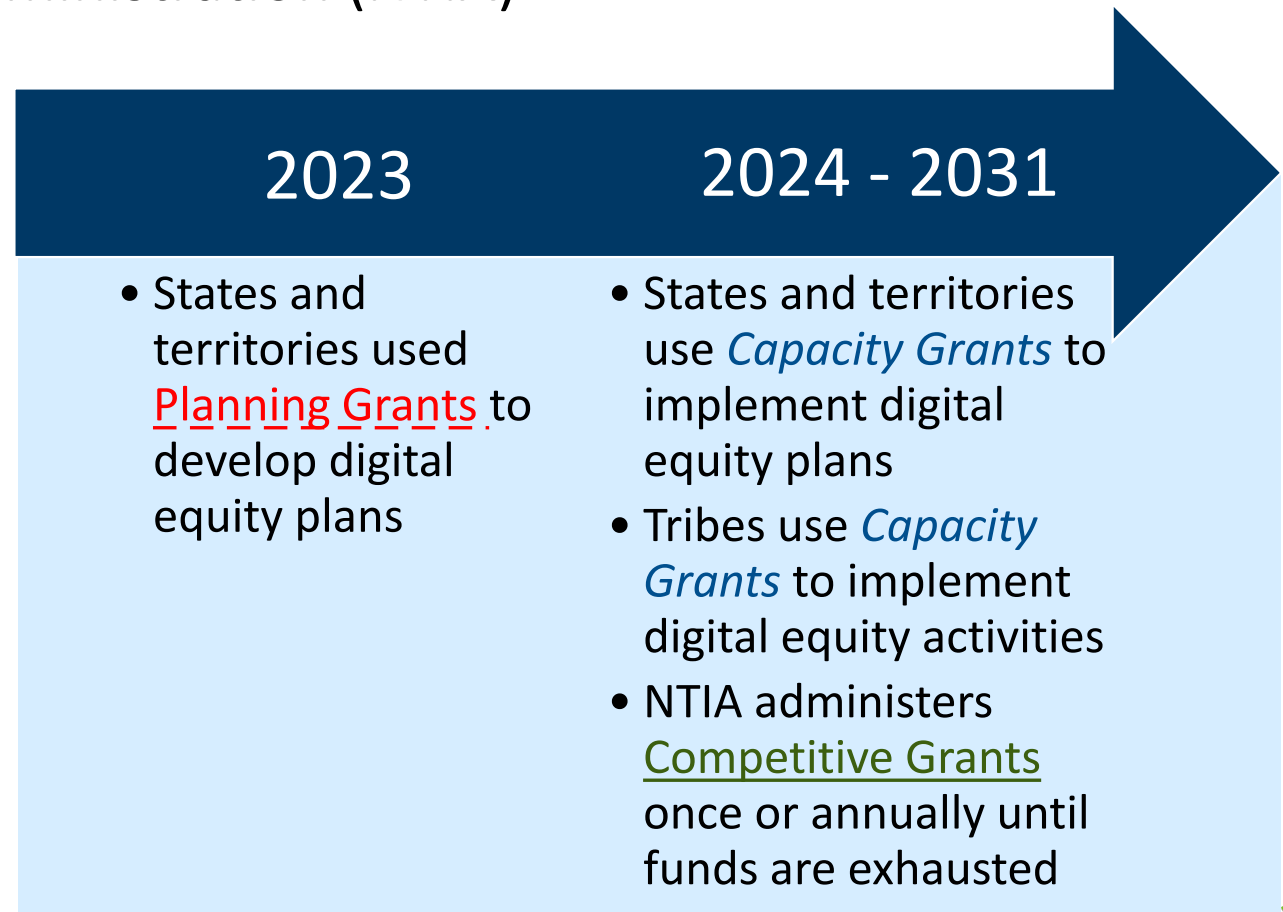 2023
2024 - 2031
• States and
territories used
Planning Grants to
develop digital
equity plans
• States and territories
use Capacity Grants to
implement digital
equity plans
• Tribes use Capacity
Grants to implement
digital equity activities
• NTIA administers
Competitive Grants
once or annually until
funds are exhausted